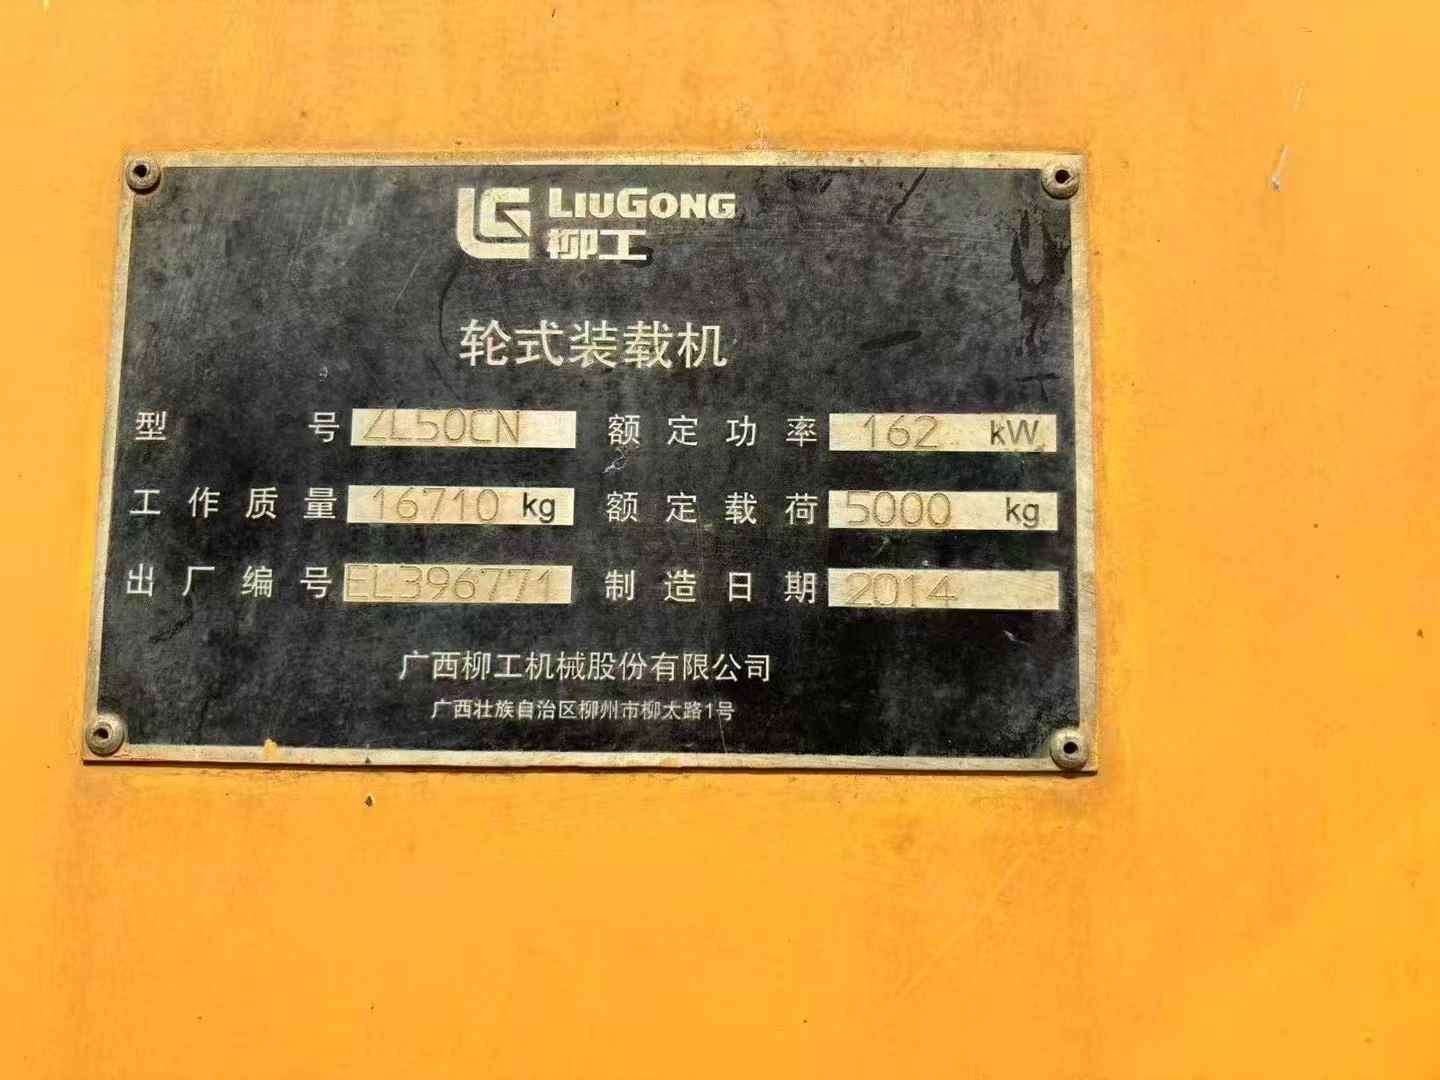 LIUGONG
柳工
轮式装载机
型号 ZL50CN 额定功率 162 kW
工作质量 16710 kg 额定载荷 5000 kg
出厂编号 EL396771 制造日期 2014
广西柳工机械股份有限公司
广西壮族自治区柳州市柳太路1号